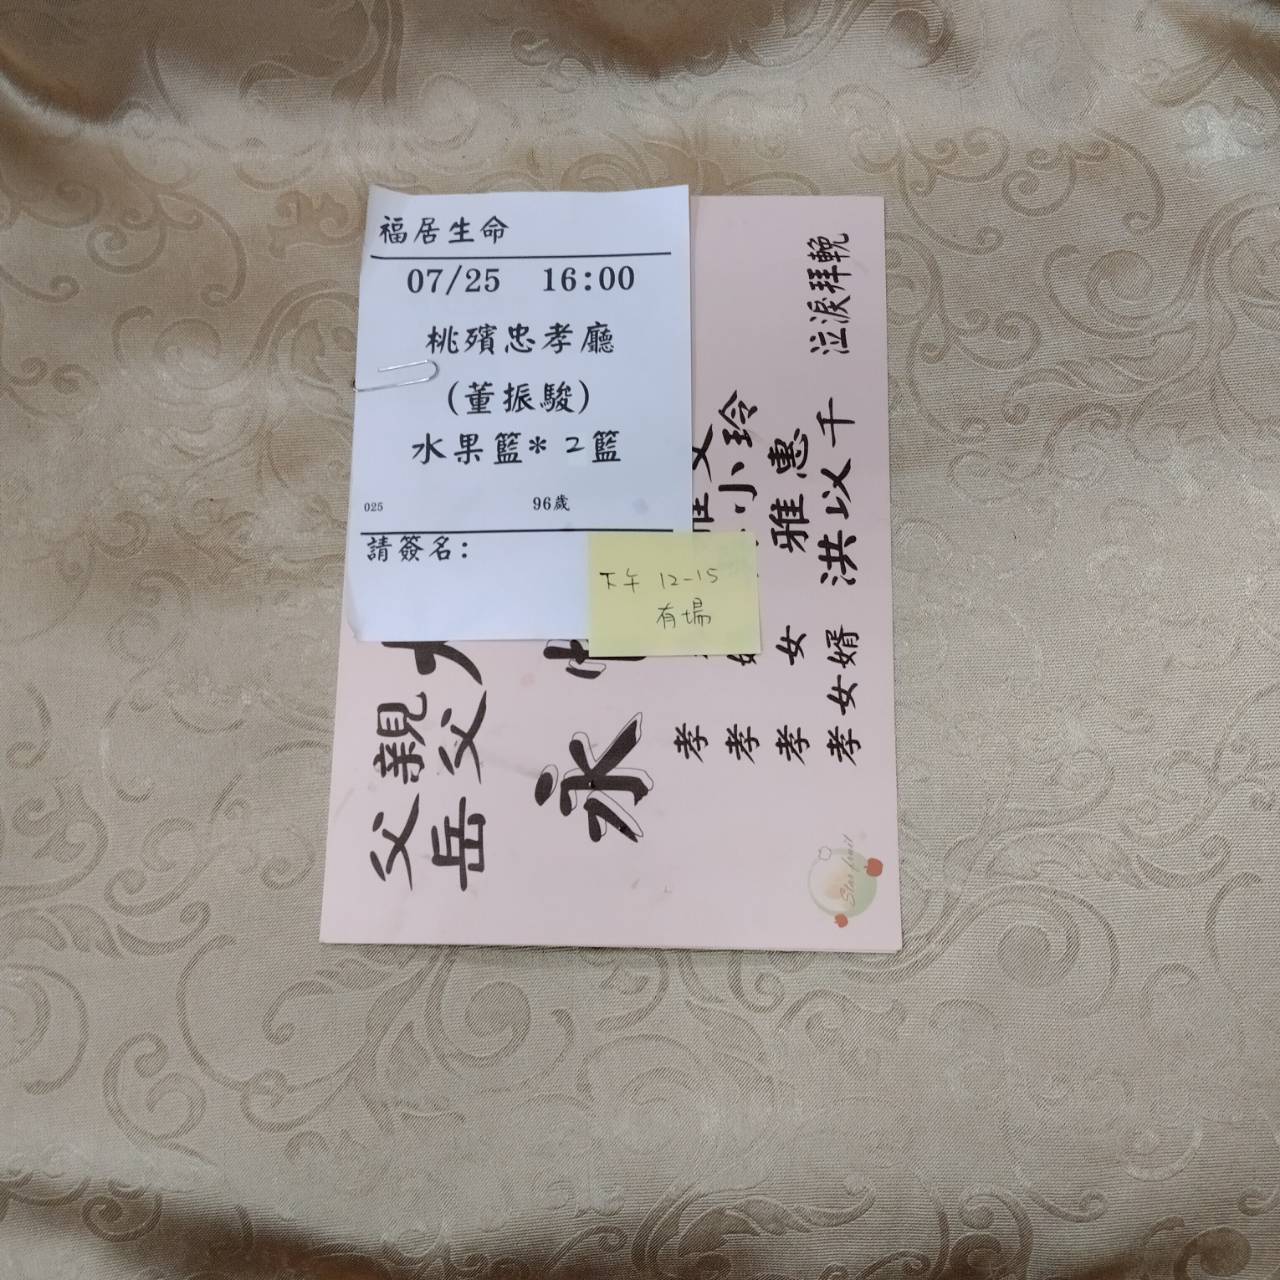 福居生命
07/25 16:00
桃殯忠孝廳
(董振駿)
水果籃* 2籃
025 96歲
請簽名:
下午 12-15
有場
父親
岳父
永
孝
孝 小玲
孝 女 雅惠
孝女婿 洪以千
泣淚拜輓
Star fruit